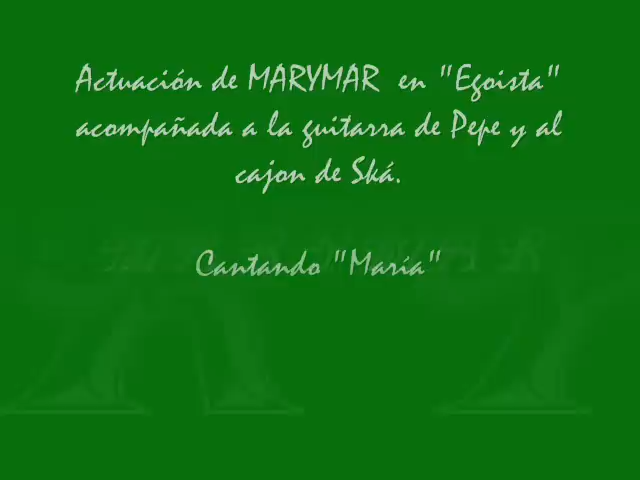 Actuación de MARYMAR en "Egoista"
acompañada a la guitarra de Pepe y al
cajon de Ská.
Cantando "María"